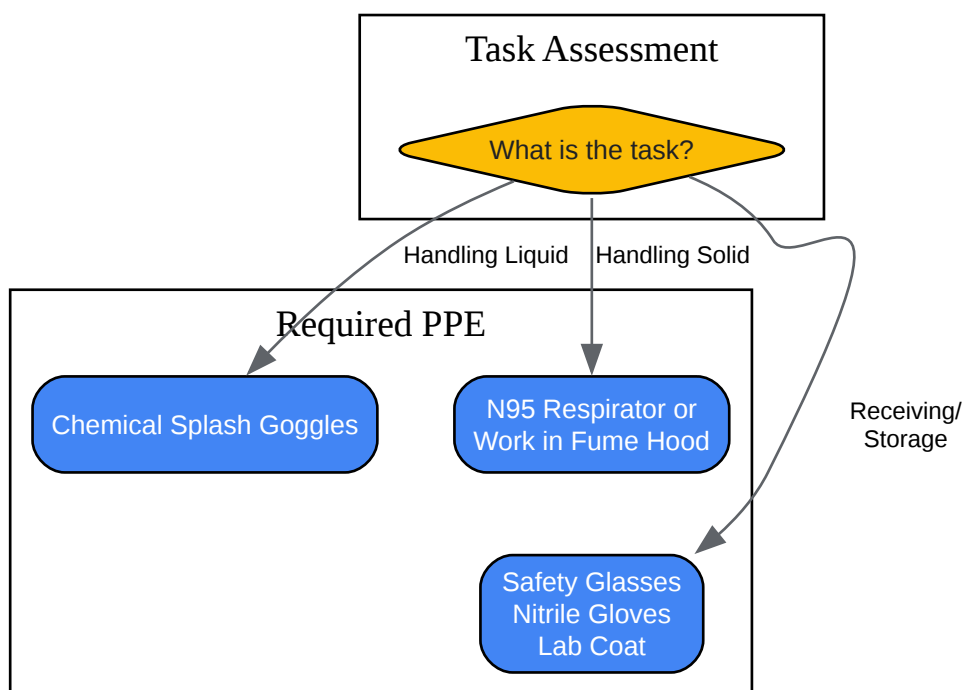 Task Assessment
What is the task?
Handling Liquid
Handling Solid
Required PPE
Chemical Splash Goggles
N95 Respirator or
Work in Fume Hood
Receiving/
Storage
Safety Glasses
Nitrile Gloves
Lab Coat